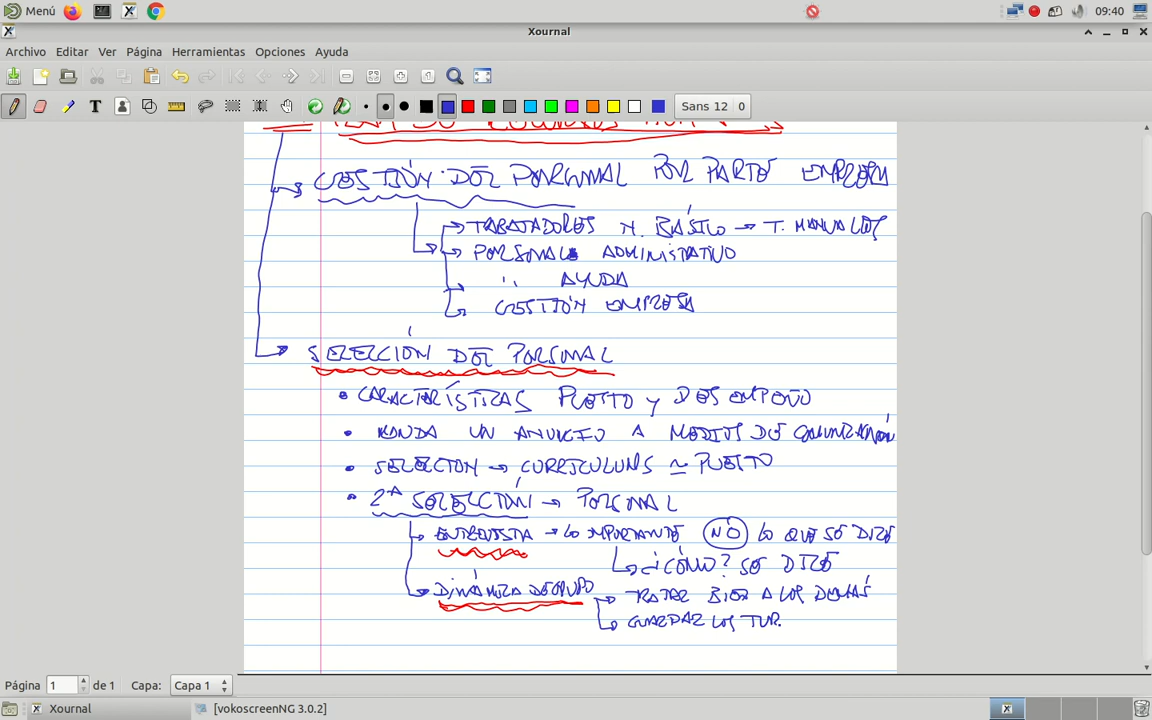 Menú 09:40
Xournal
Archivo Editar Ver Página Herramientas Opciones Ayuda
T Sans 12 0
GESTIÓN DEL PERSONAL POR PARTE EMPRESA
TRABAJADORES N. BÁSICO → T. MANUALES
PERSONAL ADMINISTRATIVO
" AYUDA
GESTIÓN EMPRESA
SELECCIÓN DEL PERSONAL
• CARACTERÍSTICAS PUESTO Y DESEMPEÑO
• MANDA UN ANUNCIO A MEDIOS DE COMUNICACIÓN
• SELECCION → CURRICULUMS ≃ PUESTO
• 2ª SELECCIÓN → PERSONAL
ENTREVISTA → LO IMPORTANTE NO LO QUE SE DICE
¿CÓMO? SE DICE
DINÁMICA DE GRUPO → TRATAR BIEN A LOS DEMÁS
GUARDAR LOS TUR.
Página 1 de 1 Capa: Capa 1
Xournal [vokoscreenNG 3.0.2]